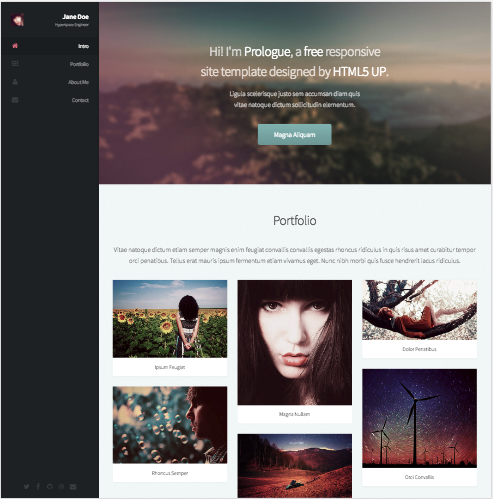 Jane Doe
Hyperspace Engineer
Intro
Portfolio
About Me
Contact
Hi! I'm Prologue, a free responsive
site template designed by HTML5 UP.
Ligula scelerisque justo sem accumsan diam quis
vitae natoque dictum sollicitudin elementum.
Magna Aliquam
Portfolio
Vitae natoque dictum etiam semper magnis enim feugiat convallis convallis egestas rhoncus ridiculus in quis risus amet curabitur tempor
orci penatibus. Tellus erat mauris ipsum fermentum etiam vivamus eget. Nunc nibh morbi quis fusce hendrerit lacus ridiculus.
Ipsum Feugiat
Magna Nullam
Dolor Penatibus
Rhoncus Semper
Orci Convallis